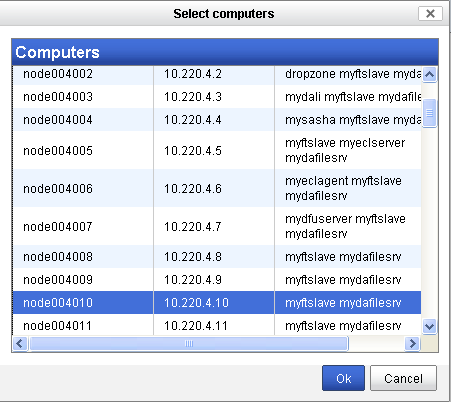 Select computers
Computers
node004002 10.220.4.2 dropzone myftslave myda
node004003 10.220.4.3 mydali myftslave mydafile
node004004 10.220.4.4 mysasha myftslave myda
node004005 10.220.4.5 myftslave myeclserver
mydafilesrv
node004006 10.220.4.6 myeclagent myftslave
mydafilesrv
node004007 10.220.4.7 mydfuserver myftslave
mydafilesrv
node004008 10.220.4.8 myftslave mydafilesrv
node004009 10.220.4.9 myftslave mydafilesrv
node004010 10.220.4.10 myftslave mydafilesrv
node004011 10.220.4.11 myftslave mydafilesrv
Ok Cancel